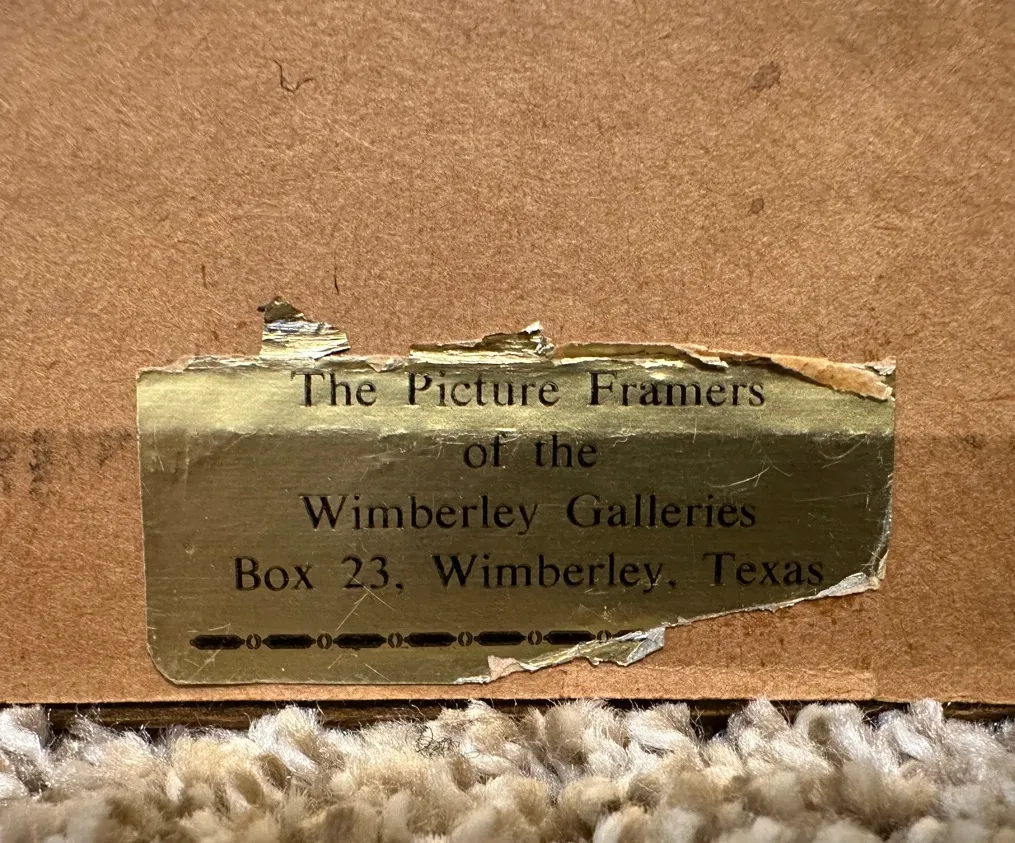 The Picture Framers
of the
Wimberley Galleries
Box 23, Wimberley, Texas